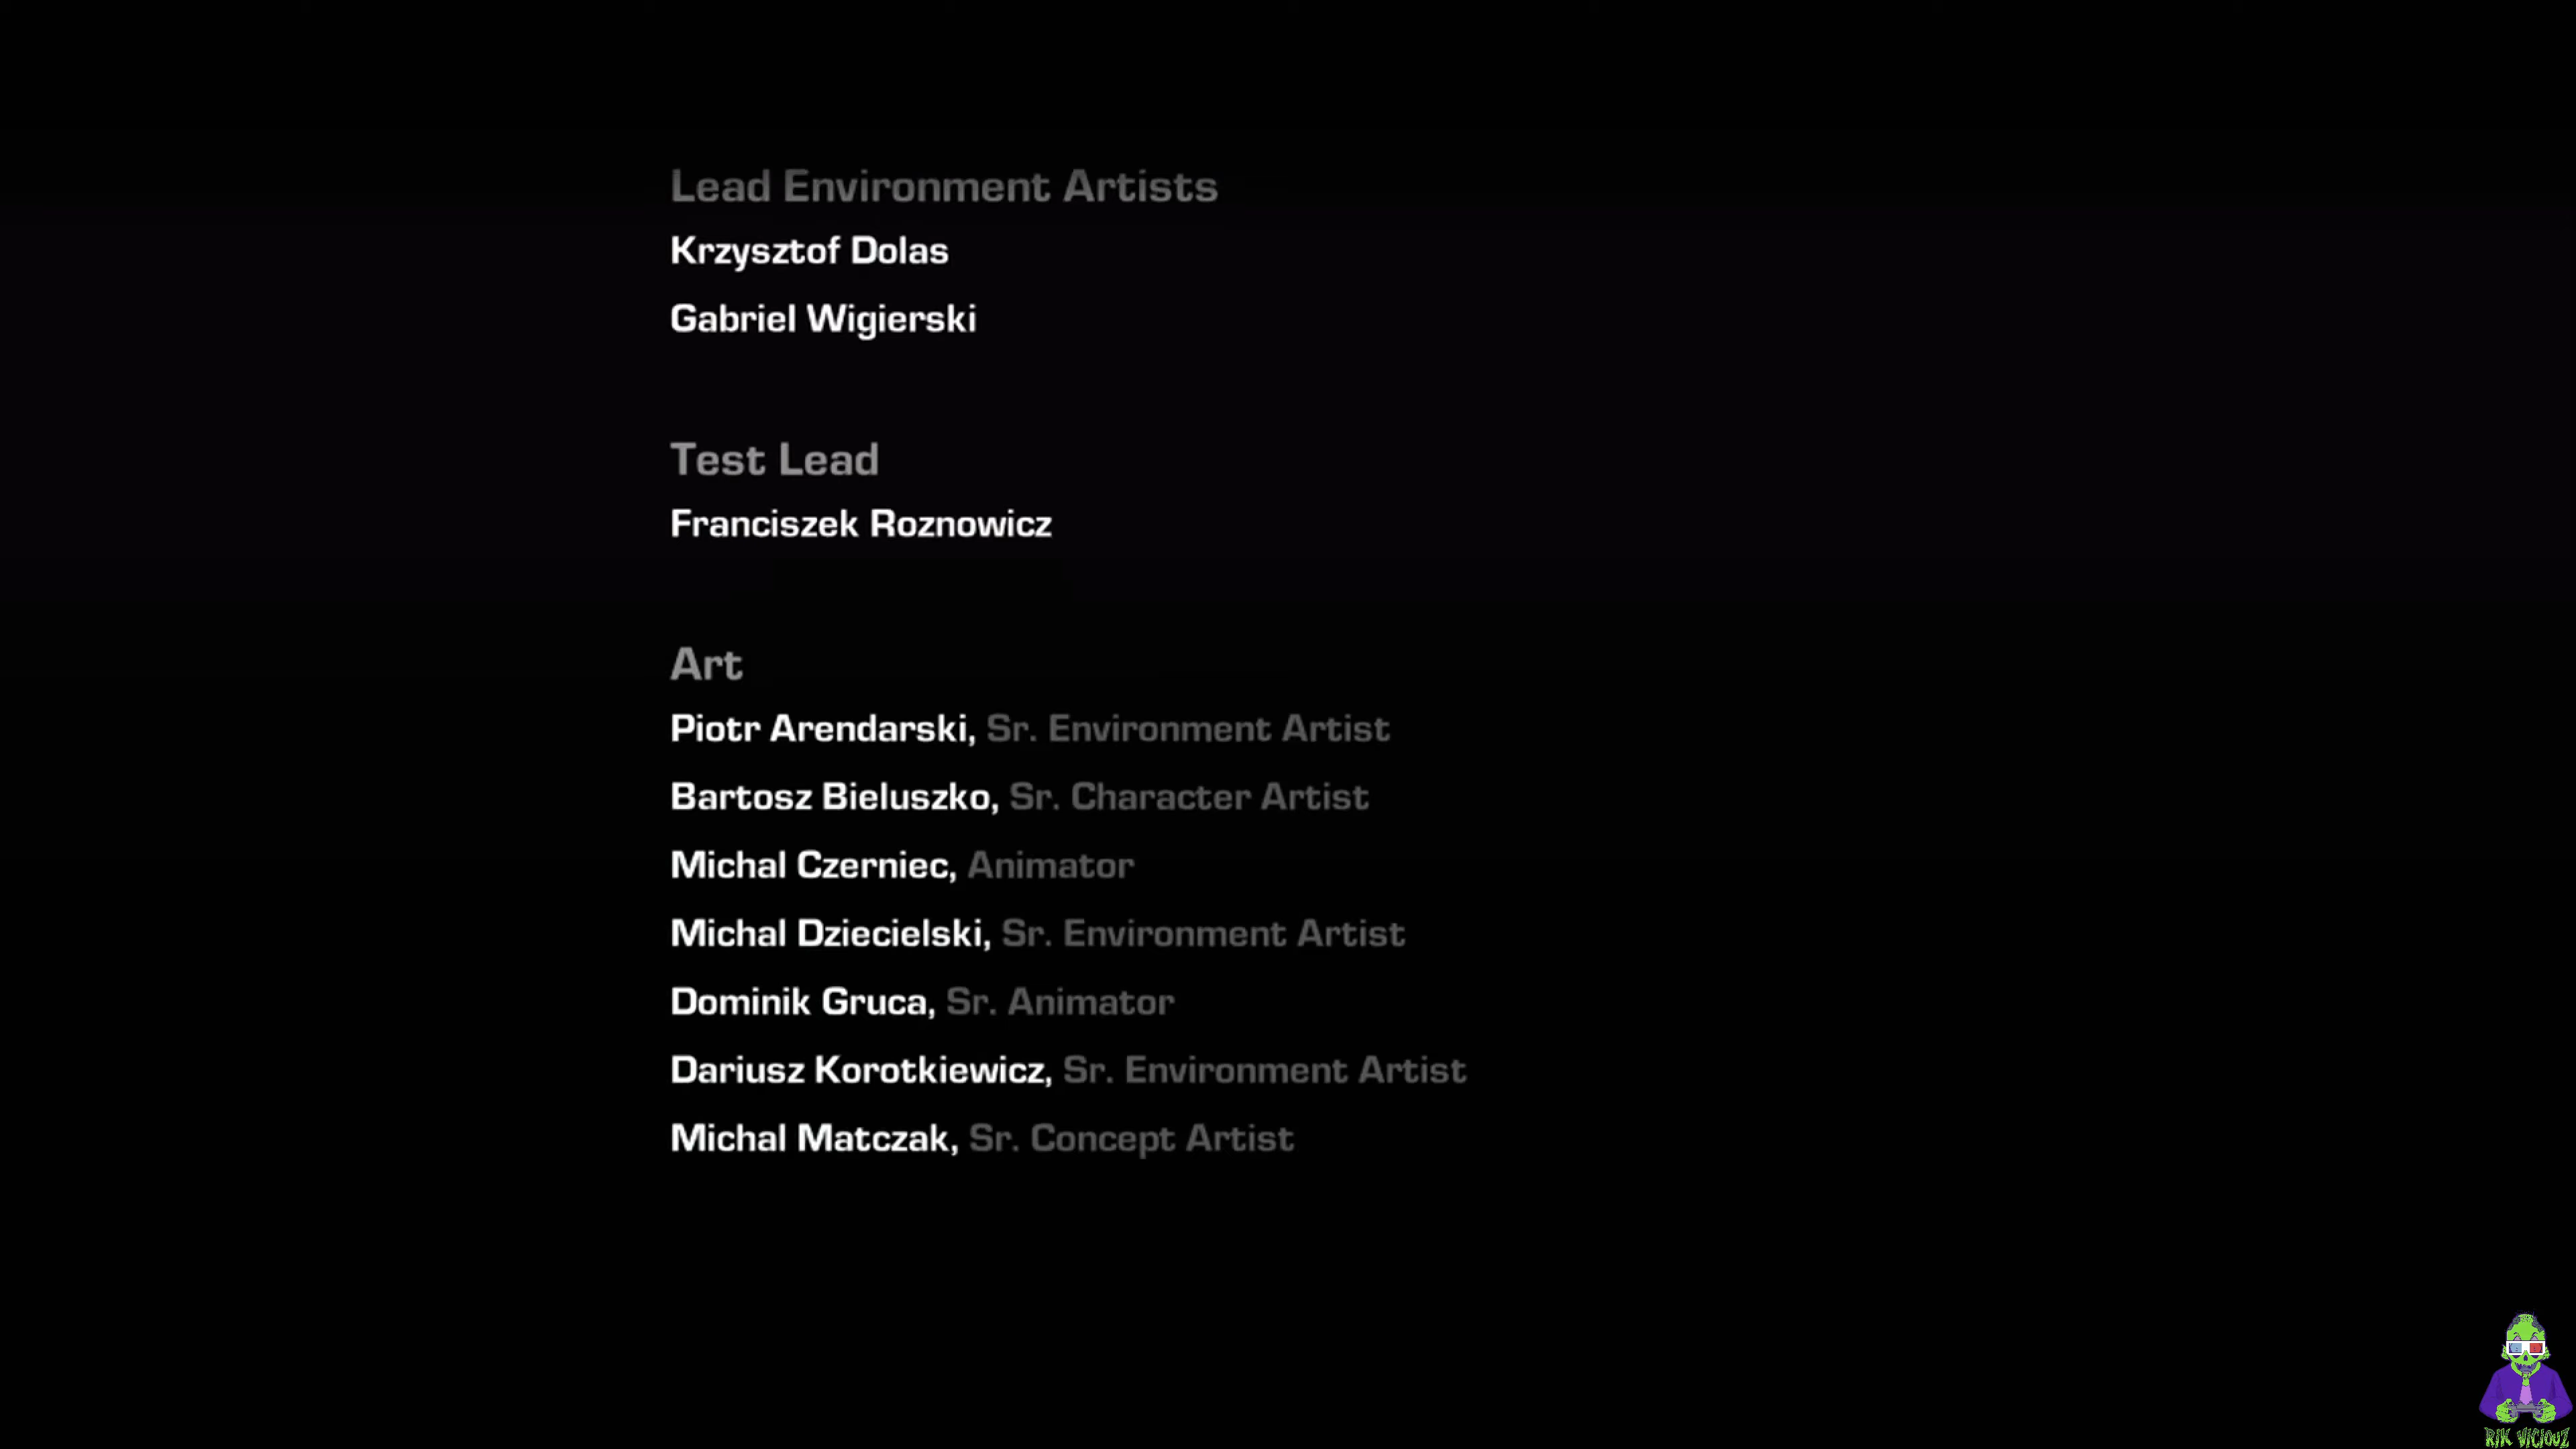 Lead Environment Artists
Krzysztof Dolas
Gabriel Wigierski
Test Lead
Franciszek Roznowicz
Art
Piotr Arendarski, Sr. Environment Artist
Bartosz Bieluszko, Sr. Character Artist
Michal Czerniec, Animator
Michal Dziecielski, Sr. Environment Artist
Dominik Gruca, Sr. Animator
Dariusz Korotkiewicz, Sr. Environment Artist
Michal Matczak, Sr. Concept Artist
RIK VICIOUZ